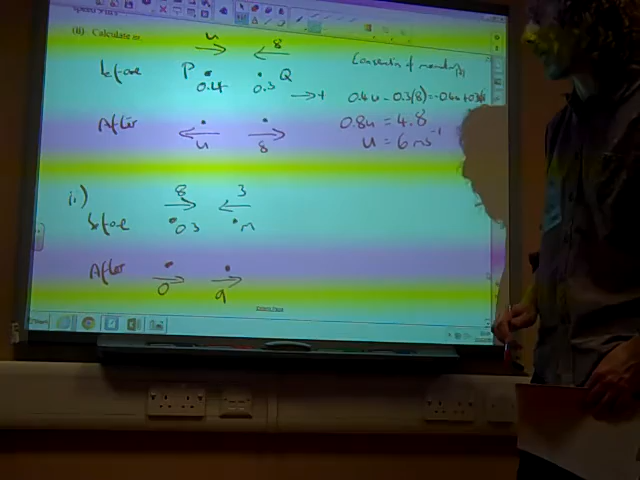 (ii) Calculate m.
u 8
before P Q
0.4 0.3
→+
Conservation of momentum
0.4u - 0.3(8) = -0.4u + 0.3(8)
0.8u = 4.8
u = 6 ms⁻¹
After
u 8
ii)
8 3
before 0.3 m
After
0 9